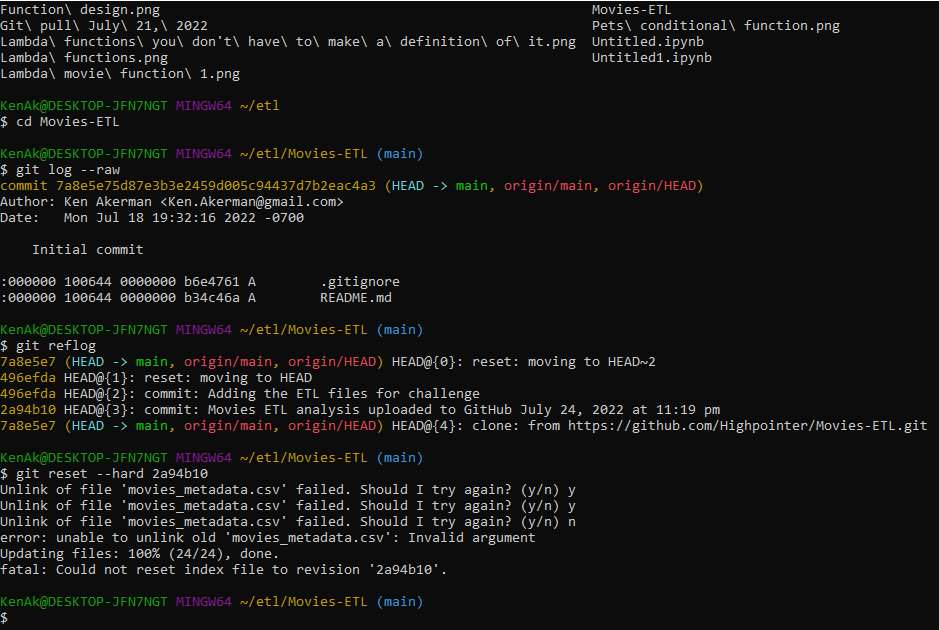 Function\ design.png Movies-ETL
Git\ pull\ July\ 21,\ 2022 Pets\ conditional\ function.png
Lambda\ functions\ you\ don't\ have\ to\ make\ a\ definition\ of\ it.png Untitled.ipynb
Lambda\ functions.png Untitled1.ipynb
Lambda\ movie\ function\ 1.png
KenAk@DESKTOP-JFN7NGT MINGW64 ~/etl
$ cd Movies-ETL
KenAk@DESKTOP-JFN7NGT MINGW64 ~/etl/Movies-ETL (main)
$ git log --raw
commit 7a8e5e75d87e3b3e2459d005c94437d7b2eac4a3 (HEAD -> main, origin/main, origin/HEAD)
Author: Ken Akerman <Ken.Akerman@gmail.com>
Date: Mon Jul 18 19:32:16 2022 -0700
Initial commit
:000000 100644 0000000 b6e4761 A .gitignore
:000000 100644 0000000 b34c46a A README.md
KenAk@DESKTOP-JFN7NGT MINGW64 ~/etl/Movies-ETL (main)
$ git reflog
7a8e5e7 (HEAD -> main, origin/main, origin/HEAD) HEAD@{0}: reset: moving to HEAD~2
496efda HEAD@{1}: reset: moving to HEAD
496efda HEAD@{2}: commit: Adding the ETL files for challenge
2a94b10 HEAD@{3}: commit: Movies ETL analysis uploaded to GitHub July 24, 2022 at 11:19 pm
7a8e5e7 (HEAD -> main, origin/main, origin/HEAD) HEAD@{4}: clone: from https://github.com/Highpointer/Movies-ETL.git
KenAk@DESKTOP-JFN7NGT MINGW64 ~/etl/Movies-ETL (main)
$ git reset --hard 2a94b10
Unlink of file 'movies_metadata.csv' failed. Should I try again? (y/n) y
Unlink of file 'movies_metadata.csv' failed. Should I try again? (y/n) y
Unlink of file 'movies_metadata.csv' failed. Should I try again? (y/n) n
error: unable to unlink old 'movies_metadata.csv': Invalid argument
Updating files: 100% (24/24), done.
fatal: Could not reset index file to revision '2a94b10'.
KenAk@DESKTOP-JFN7NGT MINGW64 ~/etl/Movies-ETL (main)
$